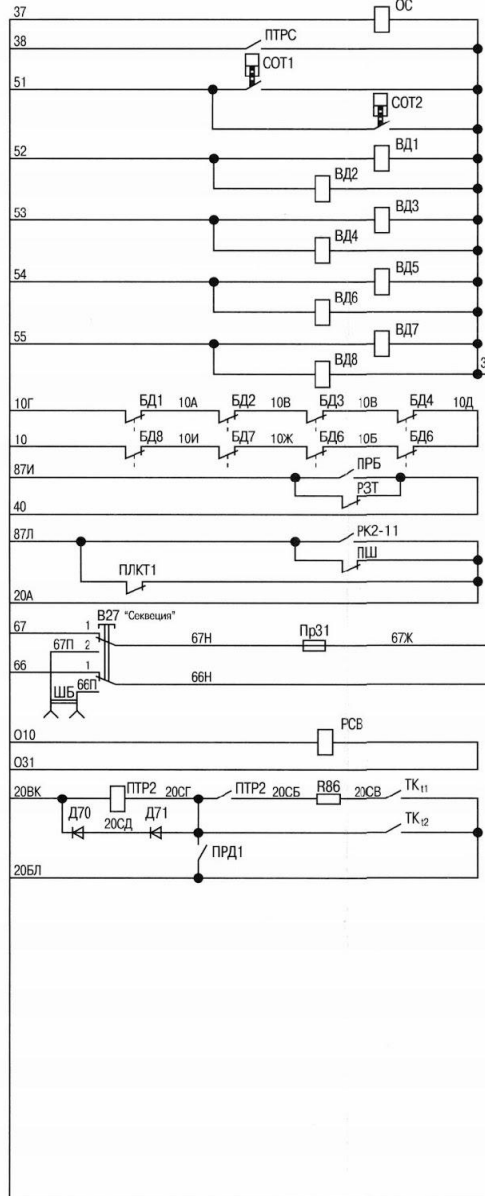 37 ОС
38 ПТРС
51 СОТ1
СОТ2
52 ВД1
ВД2
53 ВД3
ВД4
54 ВД5
ВД6
55 ВД7
ВД8 3
10Г БД1 10А БД2 10В БД3 10В БД4 10Д
10 БД8 10И БД7 10Ж БД6 10Б БД6
87И ПРБ
РЗТ
40
87Л РК2-11
ПШ
ПЛКТ1
20А
В27 "Секвеция"
67 1 67Н Пр31 67Ж
67П 2
66 1 66Н
ШБ 66П
О10 РСВ
О31
20ВК ПТР2 20СГ ПТР2 20СБ R86 20СВ ТКt1
Д70 20СД Д71 ТКt2
ПРД1
20БЛ